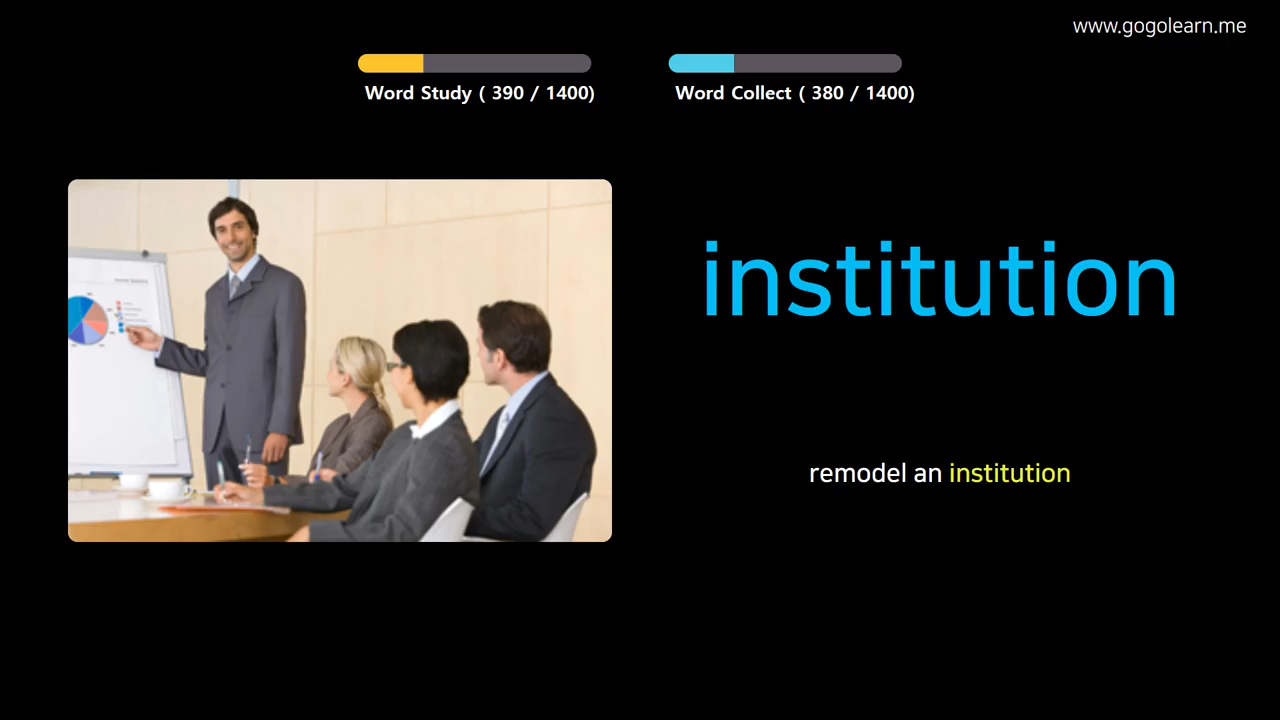 www.gogolearn.me
Word Study ( 390 / 1400)
Word Collect ( 380 / 1400)
institution
remodel an institution